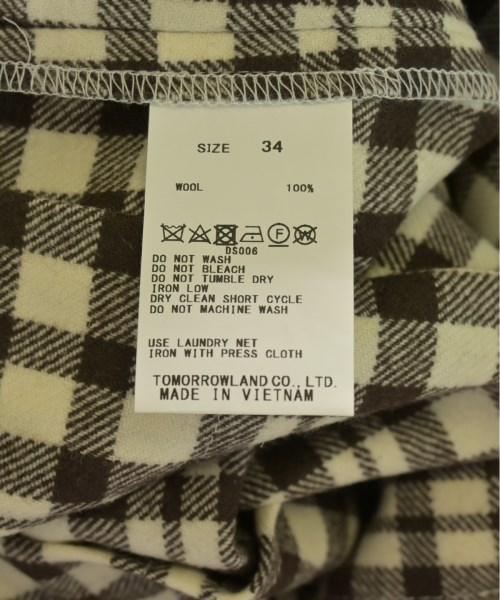 SIZE 34
WOOL 100%
F W
DS006
DO NOT WASH
DO NOT BLEACH
DO NOT TUMBLE DRY
IRON LOW
DRY CLEAN SHORT CYCLE
DO NOT MACHINE WASH
USE LAUNDRY NET
IRON WITH PRESS CLOTH
TOMORROWLAND CO., LTD.
MADE IN VIETNAM